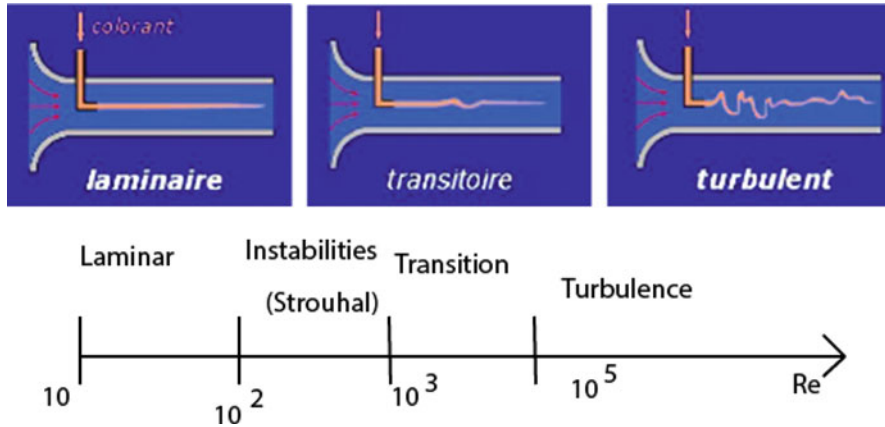 colorant
laminaire
transitoire
turbulent
Laminar
Instabilities
(Strouhal)
Transition
Turbulence
10
10 2
10 3
10 5
Re